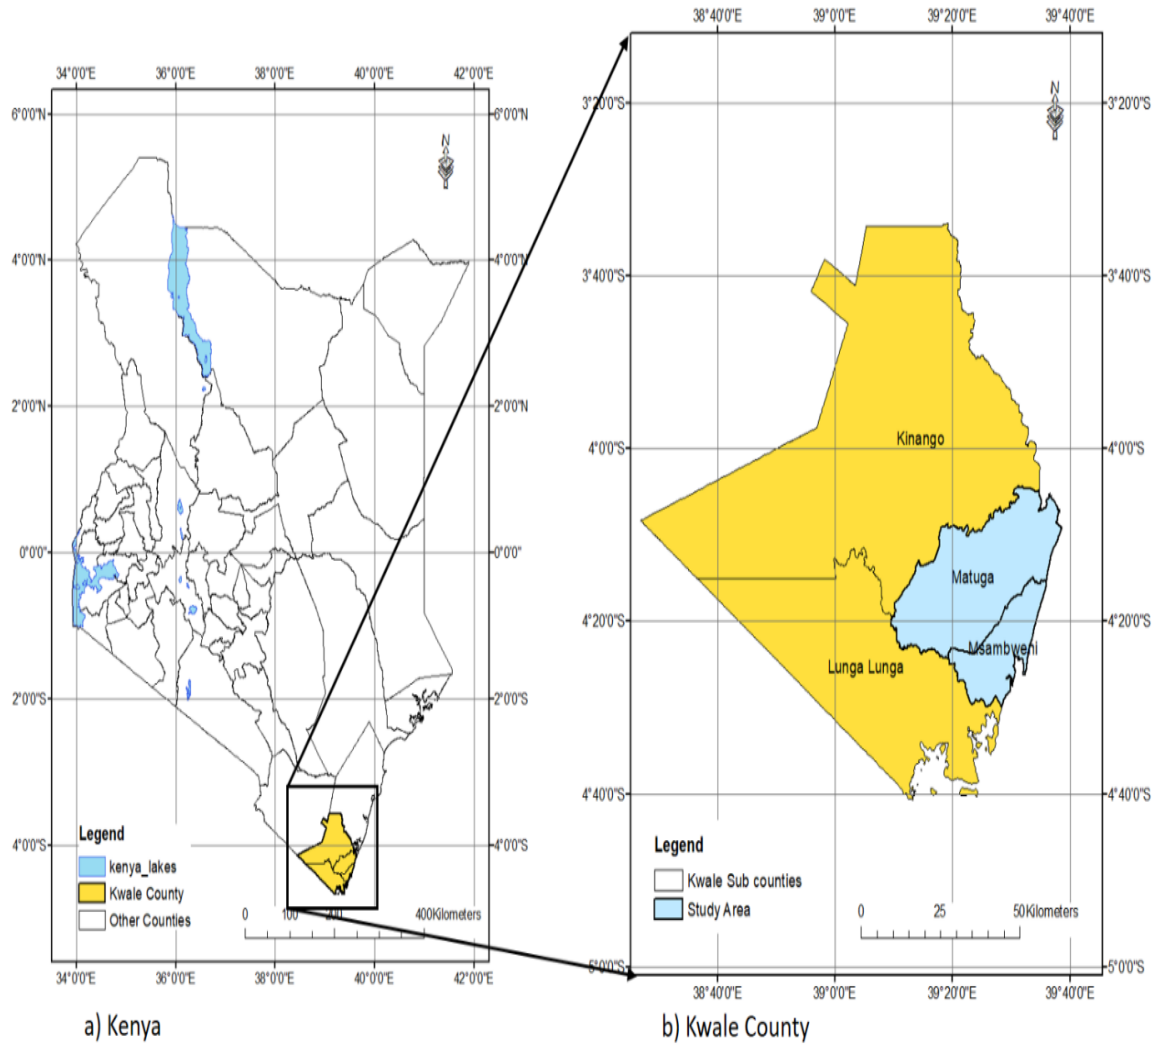 38°40'0"E 39°0'0"E 39°20'0"E 39°40'0"E
34°0'0"E 36°0'0"E 38°0'0"E 40°0'0"E 42°0'0"E
6°0'0"N 6°0'0"N
N
4°0'0"N 4°0'0"N
2°0'0"N 2°0'0"N
0°0'0" 0°0'0"
2°0'0"S 2°0'0"S
4°0'0"S 4°0'0"S
Legend
kenya_lakes
Kwale County
Other Counties
0 100 200 400Kilometers
34°0'0"E 36°0'0"E 38°0'0"E 40°0'0"E 42°0'0"E
a) Kenya
N
3°20'0"S 3°20'0"S
3°40'0"S 3°40'0"S
Kinango
4°0'0"S 4°0'0"S
Matuga
4°20'0"S 4°20'0"S
Msambweni
Lunga Lunga
4°40'0"S 4°40'0"S
Legend
Kwale Sub counties
Study Area
0 25 50Kilometers
5°0'0"S 5°0'0"S
38°40'0"E 39°0'0"E 39°20'0"E 39°40'0"E
b) Kwale County